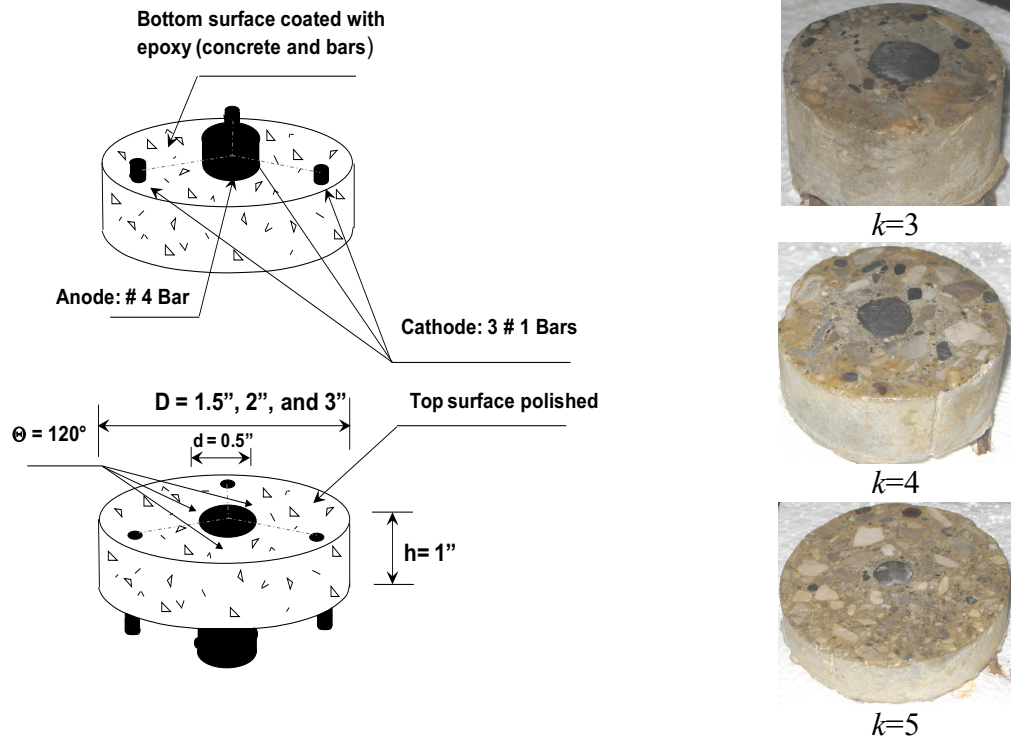 Bottom surface coated with
epoxy (concrete and bars)
Anode: # 4 Bar
Cathode: 3 # 1 Bars
D = 1.5”, 2”, and 3”
Top surface polished
Θ = 120°
d = 0.5”
h= 1”
k=3
k=4
k=5